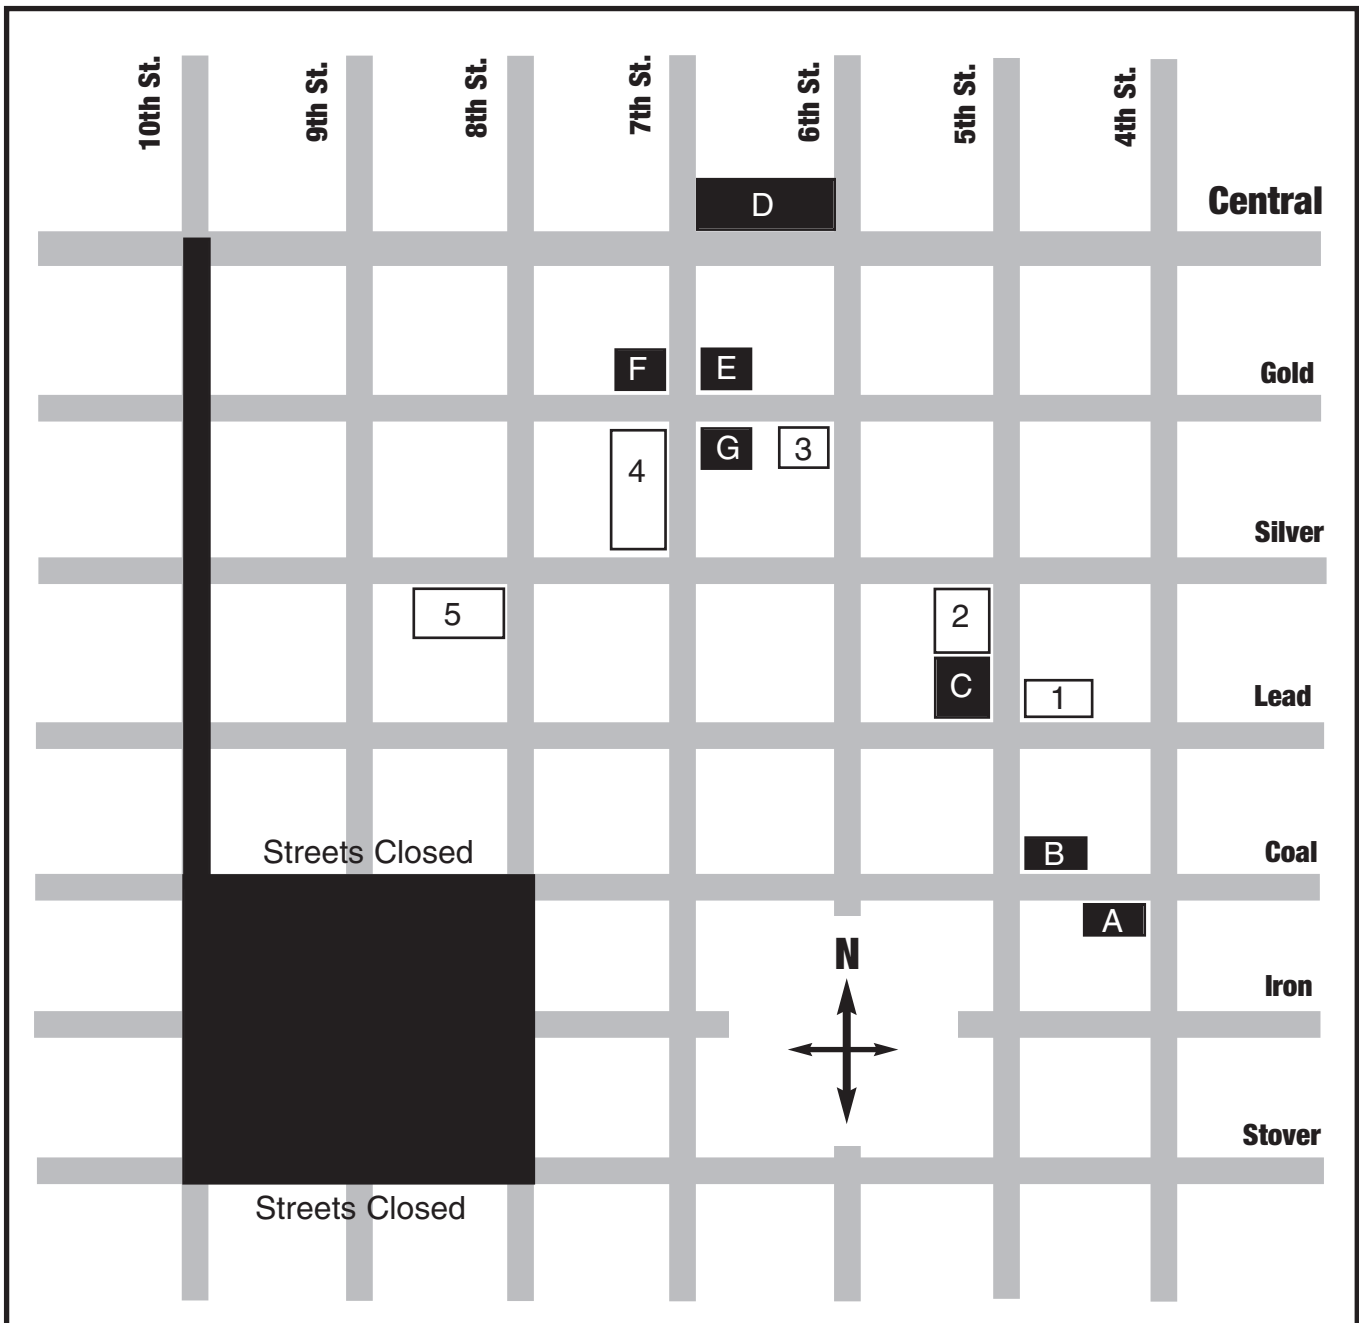 10th St.
9th St.
8th St.
7th St.
6th St.
5th St.
4th St.
Central
D
Gold
F
E
G
3
4
Silver
5
2
C
1
Lead
Streets Closed
B
Coal
A
N
Iron
Stover
Streets Closed